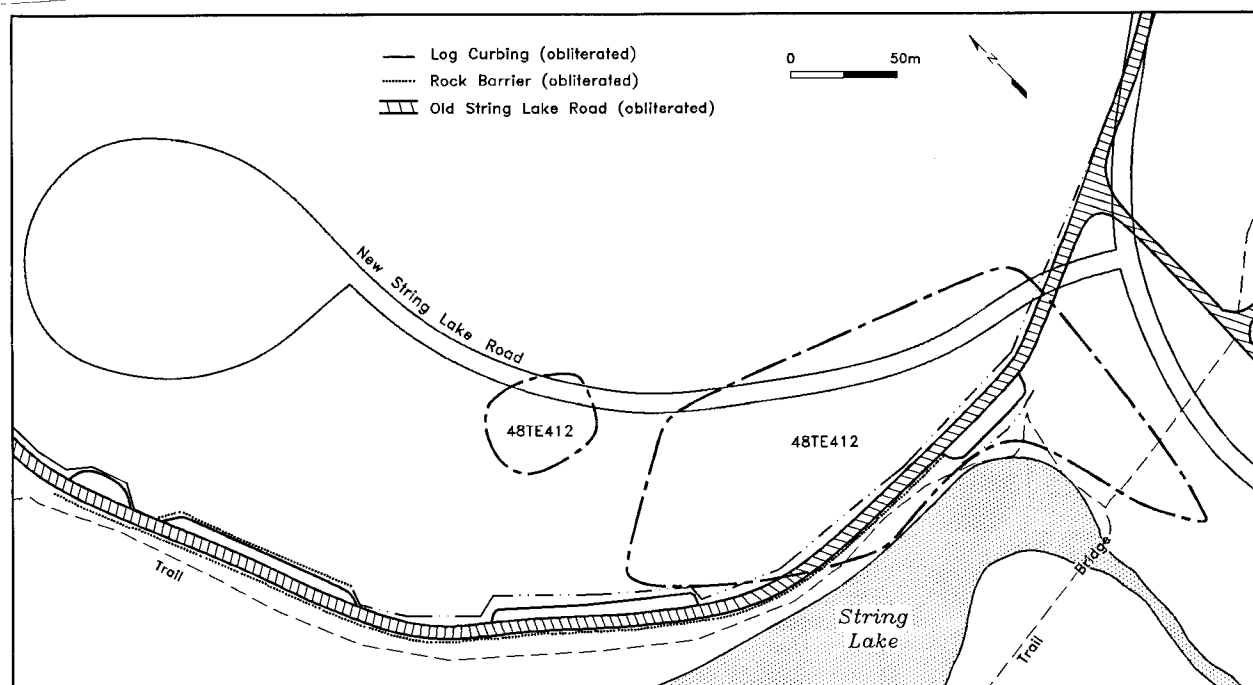 Log Curbing (obliterated)
Rock Barrier (obliterated)
Old String Lake Road (obliterated)
0 50m
N
New String Lake Road
48TE412
48TE412
Trail
Bridge
String
Lake
Trail